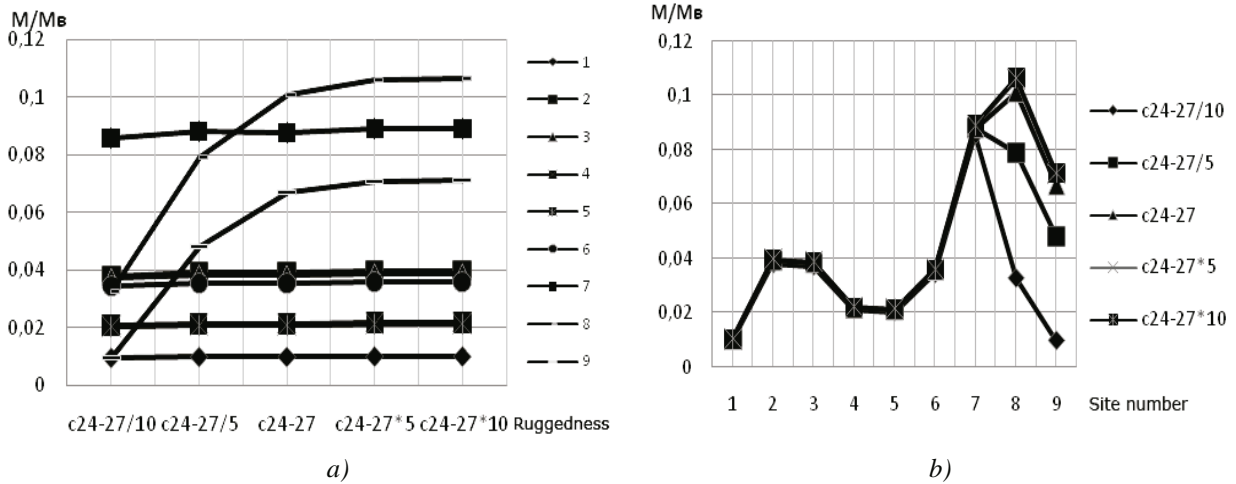 M/Mв
0,12
0,1
0,08
0,06
0,04
0,02
0
c24-27/10 c24-27/5 c24-27 c24-27*5 c24-27*10 Ruggedness
1
2
3
4
5
6
7
8
9
a)
M/Mв
0,12
0,1
0,08
0,06
0,04
0,02
0
1 2 3 4 5 6 7 8 9 Site number
c24-27/10
c24-27/5
c24-27
c24-27*5
c24-27*10
b)